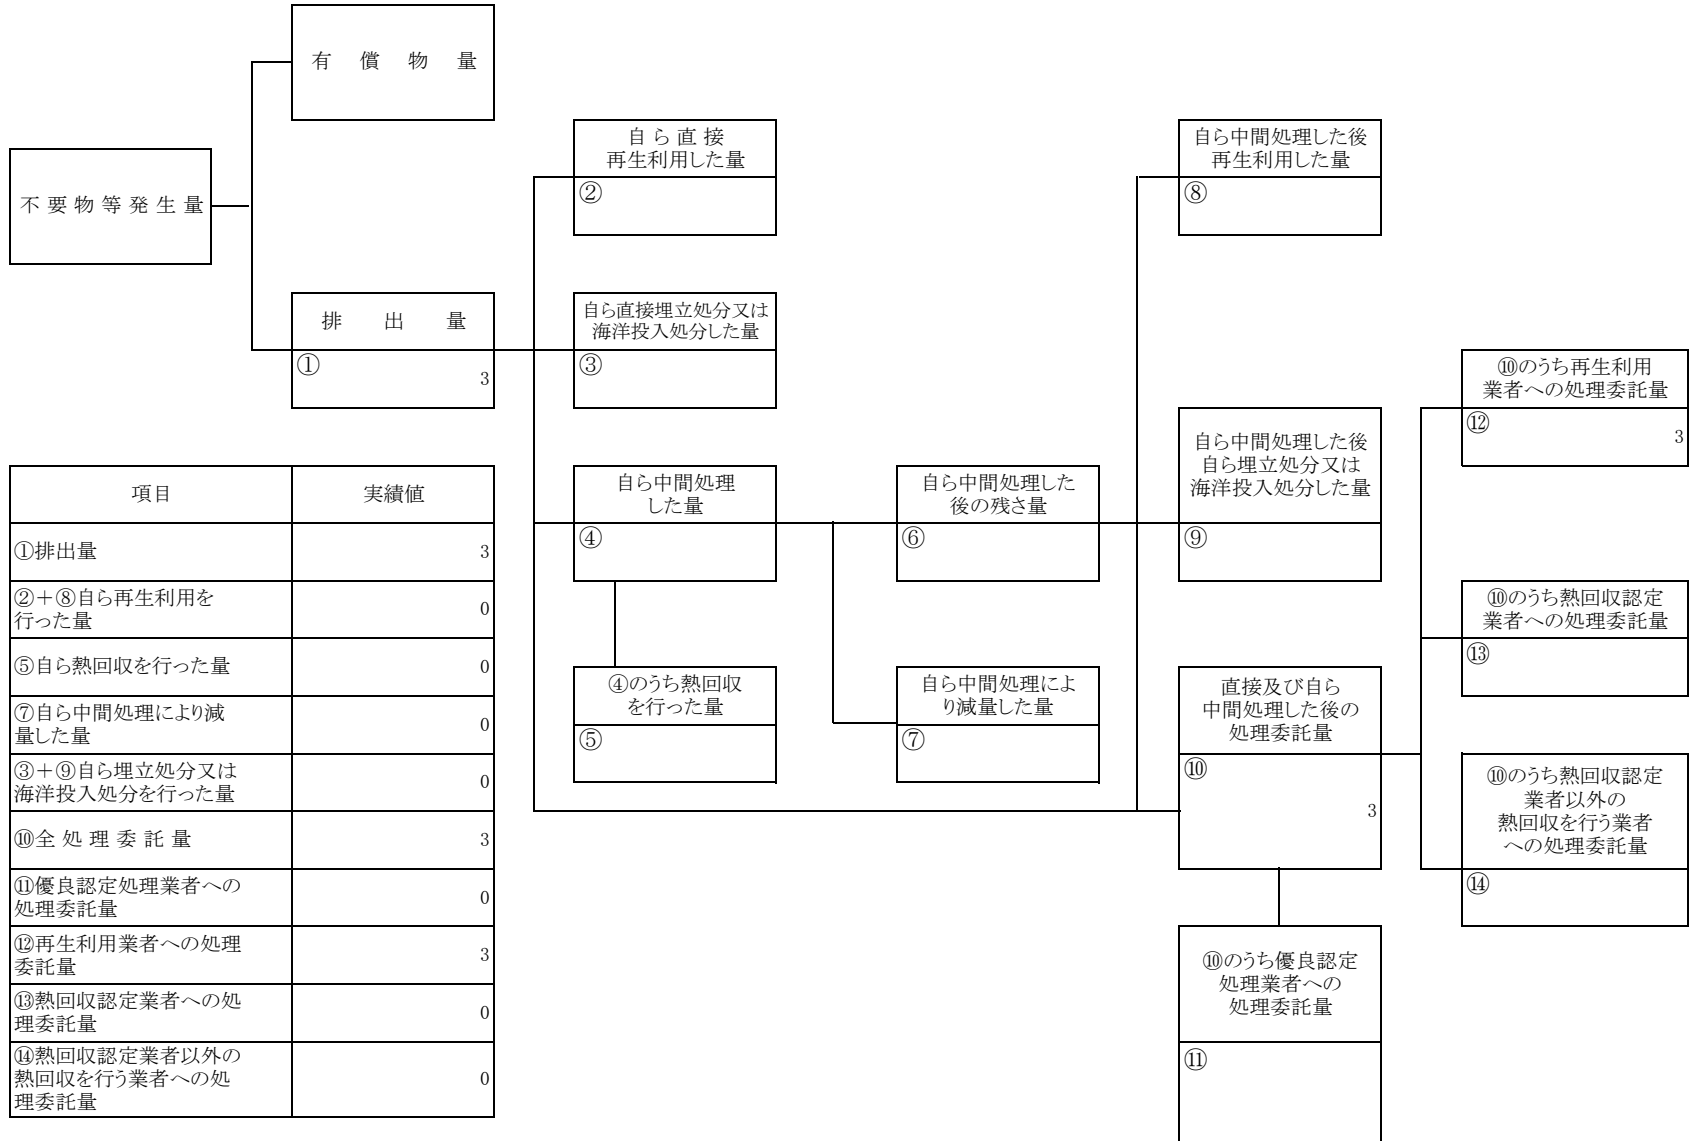 有償物量
不要物等発生量
排出量
①
3
自ら直接
再生利用した量
②
自ら直接埋立処分又は
海洋投入処分した量
③
自ら中間処理
した量
④
④のうち熱回収
を行った量
⑤
自ら中間処理した
後の残さ量
⑥
自ら中間処理によ
り減量した量
⑦
自ら中間処理した後
再生利用した量
⑧
自ら中間処理した後
自ら埋立処分又は
海洋投入処分した量
⑨
直接及び自ら
中間処理した後の
処理委託量
⑩
3
⑩のうち優良認定
処理業者への
処理委託量
⑪
⑩のうち再生利用
業者への処理委託量
⑫
3
⑩のうち熱回収認定
業者への処理委託量
⑬
⑩のうち熱回収認定
業者以外の
熱回収を行う業者
への処理委託量
⑭
項目 実績値
①排出量 3
②＋⑧自ら再生利用を
行った量 0
⑤自ら熱回収を行った量 0
⑦自ら中間処理により減
量した量 0
③＋⑨自ら埋立処分又は
海洋投入処分を行った量 0
⑩全処理委託量 3
⑪優良認定処理業者への
処理委託量 0
⑫再生利用業者への処理
委託量 3
⑬熱回収認定業者への処
理委託量 0
⑭熱回収認定業者以外の
熱回収を行う業者への処
理委託量 0